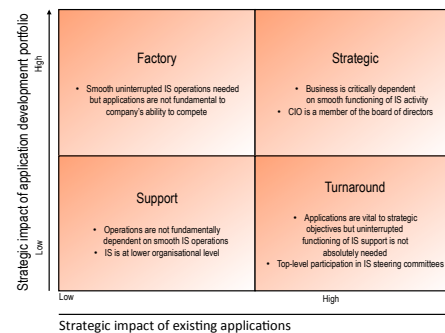 Strategic impact of application development portfolio
High
Low
Factory
• Smooth uninterrupted IS operations needed
but applications are not fundamental to
company's ability to compete
Strategic
• Business is critically dependent
on smooth functioning of IS activity
• CIO is a member of the board of directors
Support
• Operations are not fundamentally
dependent on smooth IS operations
• IS is at lower organisational level
Turnaround
• Applications are vital to strategic
objectives but uninterrupted
functioning of IS support is not
absolutely needed
• Top-level participation in IS steering committees
Low
High
Strategic impact of existing applications